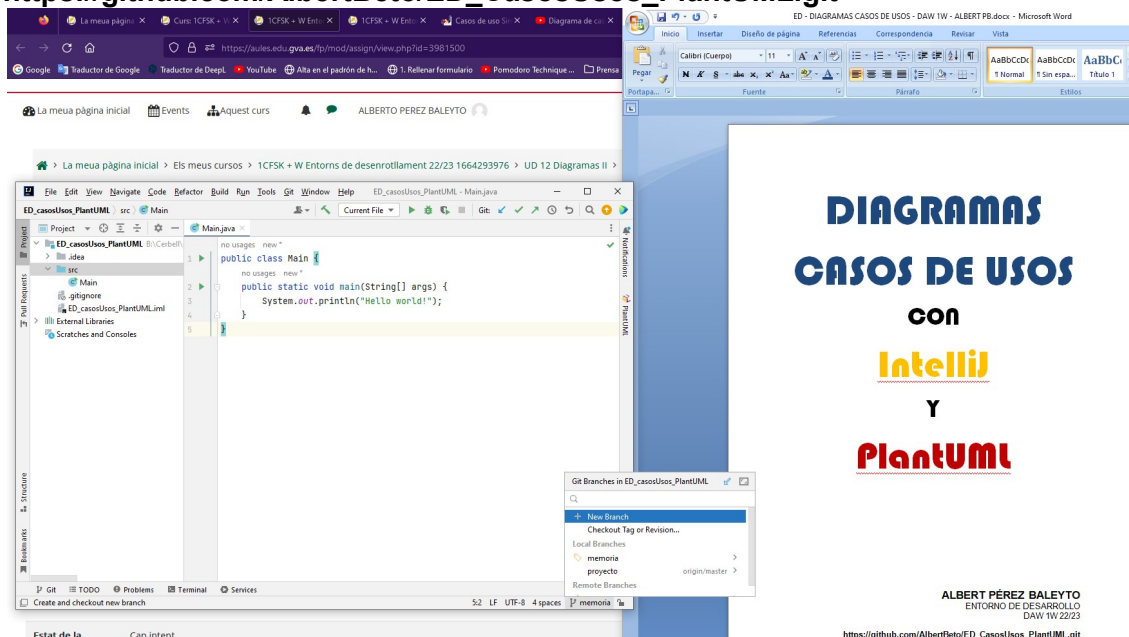 https://github.com/AlbertBeto/ED_CasosUsos_PlantUML.git
La meua pàgina
Curs: 1CFSK + V
1CFSK + W Ento
1CFSK + W Ento
Casos de uso Si
Diagrama de ca
https://aules.edu.gva.es/fp/mod/assign/view.php?id=3981500
Google Traductor de Google Traductor de DeepL YouTube Alta en el padrón de h... 1. Rellenar formulario Pomodoro Technique ... Prensa
La meua pàgina inicial Events Aquest curs ALBERTO PEREZ BALEYTO
> La meua pàgina inicial > Els meus cursos > 1CFSK + W Entorns de desenrotllament 22/23 1664293976 > UD 12 Diagramas II >
File Edit View Navigate Code Refactor Build Run Tools Git Window Help ED_casosUsos_PlantUML - Main.java
ED_casosUsos_PlantUML src Main Current File Git:
Project Main.java
ED_casosUsos_PlantUML B:\Cerbell\
.idea
src
Main
.gitignore
ED_casosUsos_PlantUML.iml
External Libraries
Scratches and Consoles
Project
Pull Requests
Structure
Bookmarks
no usages new *
1 public class Main {
no usages new *
2 public static void main(String[] args) {
3 System.out.println("Hello world!");
4 }
5 }
Notifications
PlantUML
Git Branches in ED_casosUsos_PlantUML
+ New Branch
Checkout Tag or Revision...
Local Branches
memoria
proyecto origin/master >
Remote Branches
Git TODO Problems Terminal Services
Create and checkout new branch 5:2 LF UTF-8 4 spaces memoria
Estat de la Cap intent
ED - DIAGRAMAS CASOS DE USOS - DAW 1W - ALBERT PB.docx - Microsoft Word
Inicio Insertar Diseño de página Referencias Correspondencia Revisar Vista
Pegar
Calibri (Cuerpo) 11
N K S abe x, x² Aa
AaBbCcDc AaBbCcDc AaBbC
¶ Normal ¶ Sin espa... Título 1
Portapa... Fuente Párrafo Estilos
DIAGRAMAS
CASOS DE USOS
CON
IntelliJ
Y
PlantUML
ALBERT PÉREZ BALEYTO
ENTORNO DE DESARROLLO
DAW 1W 22/23
https://github.com/AlbertBeto/ED_CasosUsos_PlantUML.git